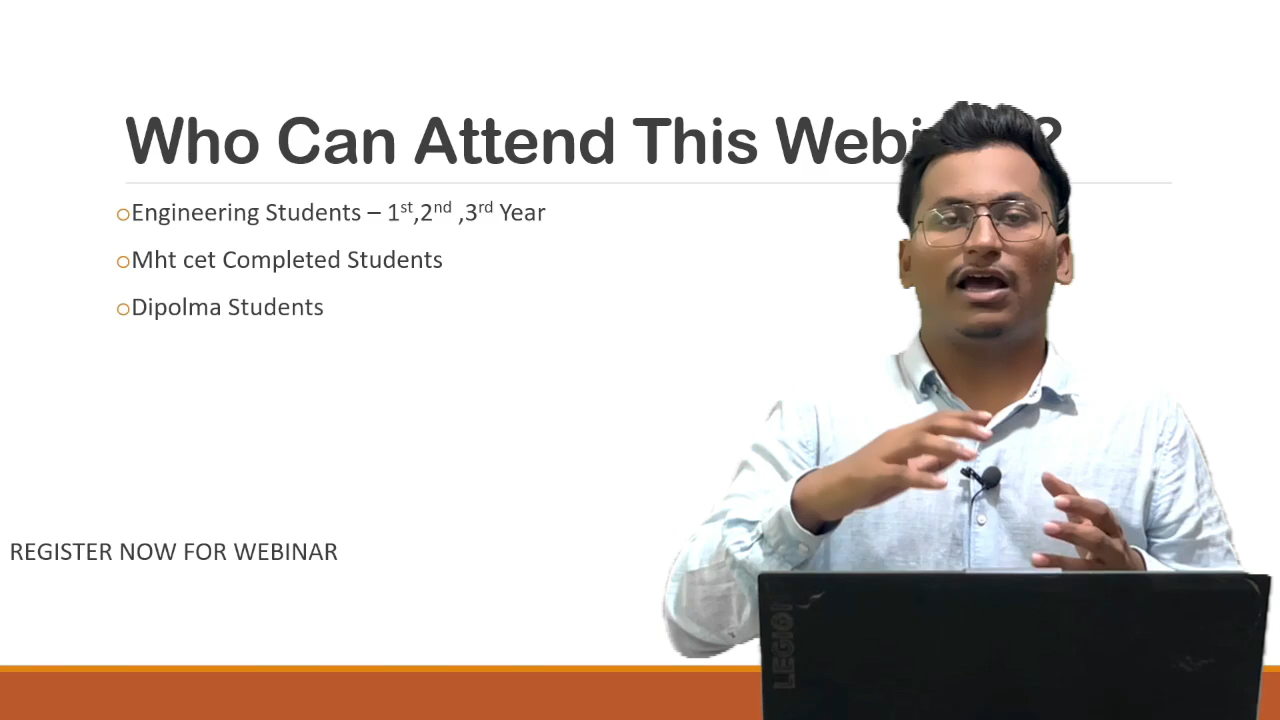 Who Can Attend This ?
Engineering Students – 1st,2nd ,3rd Year
Mht cet Completed Students
Dipolma Students
REGISTER NOW FOR WEBINAR